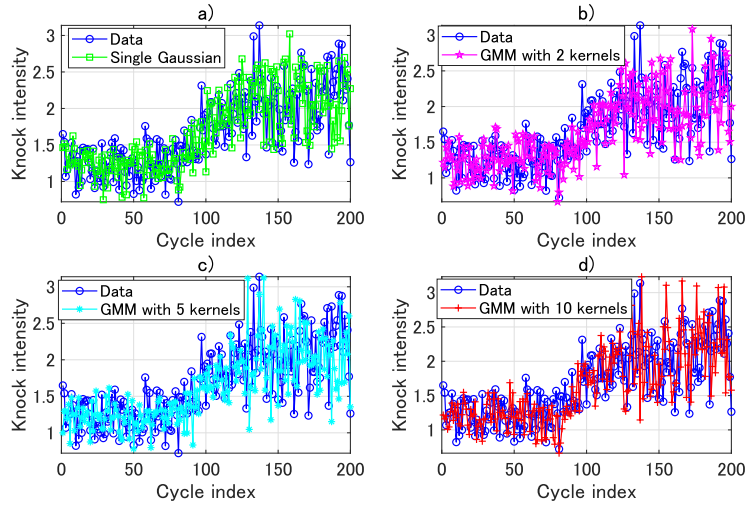 a)
Knock intensity
3
2.5
2
1.5
1
Data
Single Gaussian
0 50 100 150 200
Cycle index
b)
Knock intensity
3
2.5
2
1.5
1
Data
GMM with 2 kernels
0 50 100 150 200
Cycle index
c)
Knock intensity
3
2.5
2
1.5
1
Data
GMM with 5 kernels
0 50 100 150 200
Cycle index
d)
Knock intensity
3
2.5
2
1.5
1
Data
GMM with 10 kernels
0 50 100 150 200
Cycle index